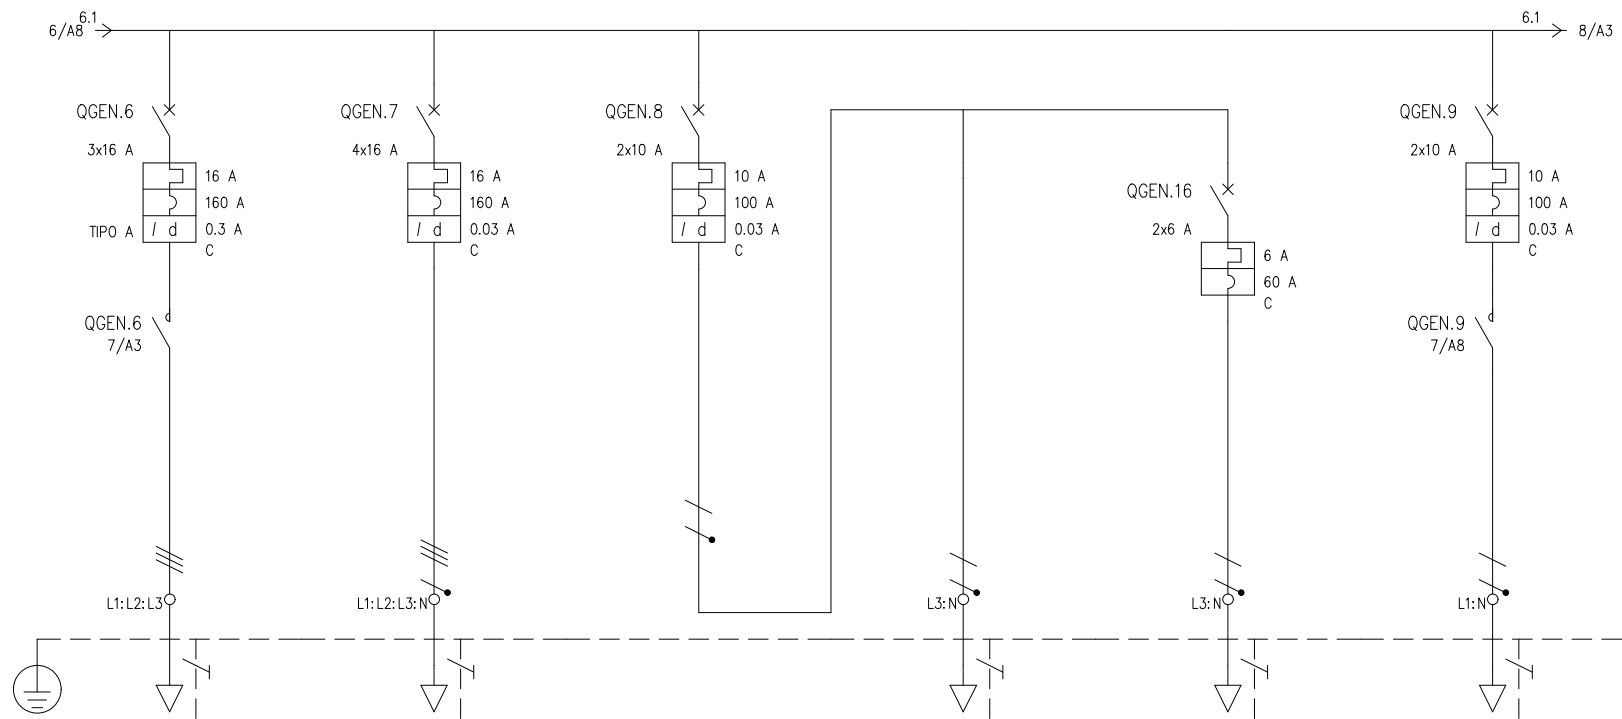 6.1
6/A8
6.1
8/A3
QGEN.6
3x16 A
16 A
160 A
TIPO A
I d
0.3 A
C
QGEN.6
7/A3
L1:L2:L3
QGEN.7
4x16 A
16 A
160 A
I d
0.03 A
C
L1:L2:L3:N
QGEN.8
2x10 A
10 A
100 A
I d
0.03 A
C
L3:N
QGEN.16
2x6 A
6 A
60 A
C
L3:N
QGEN.9
2x10 A
10 A
100 A
I d
0.03 A
C
QGEN.9
7/A8
L1:N